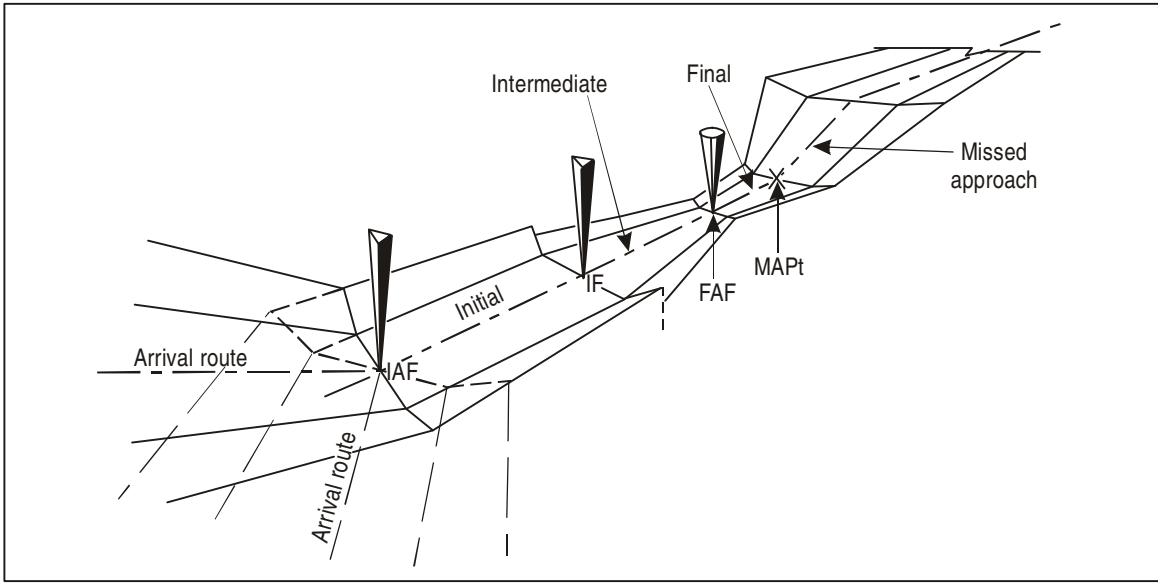 Final
Intermediate
Missed
approach
MAPt
IF
FAF
Initial
Arrival route
IAF
Arrival route